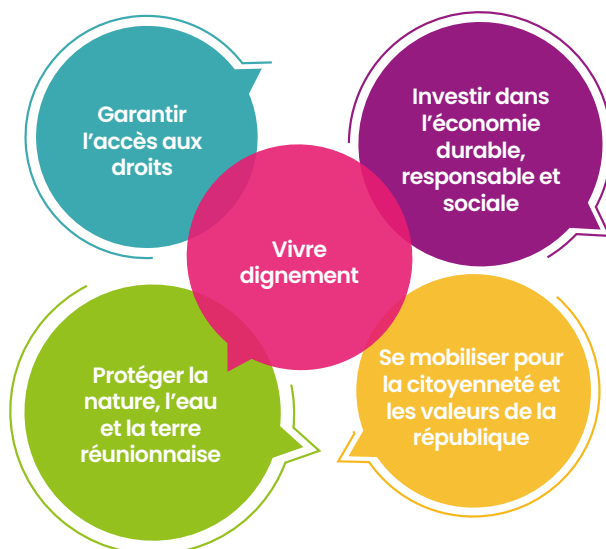 Garantir
l'accès aux
droits
Investir dans
l'économie
durable,
responsable et
sociale
Vivre
dignement
Protéger la
nature, l'eau
et la terre
réunionnaise
Se mobiliser pour
la citoyenneté et
les valeurs de la
république